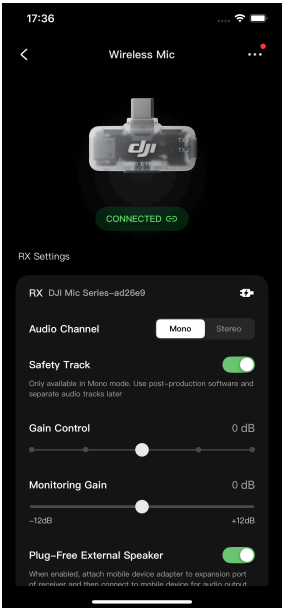 17:36
Wireless Mic
dji
TX1
TX2
CONNECTED
RX Settings
RX DJI Mic Series-ad26e9
Audio Channel
Mono
Stereo
Safety Track
Only available in Mono mode. Use post-production software and
separate audio tracks later
Gain Control
0 dB
Monitoring Gain
0 dB
-12dB
+12dB
Plug-Free External Speaker
When enabled, attach mobile device adapter to expansion port
of receiver and then connect to mobile device for audio output